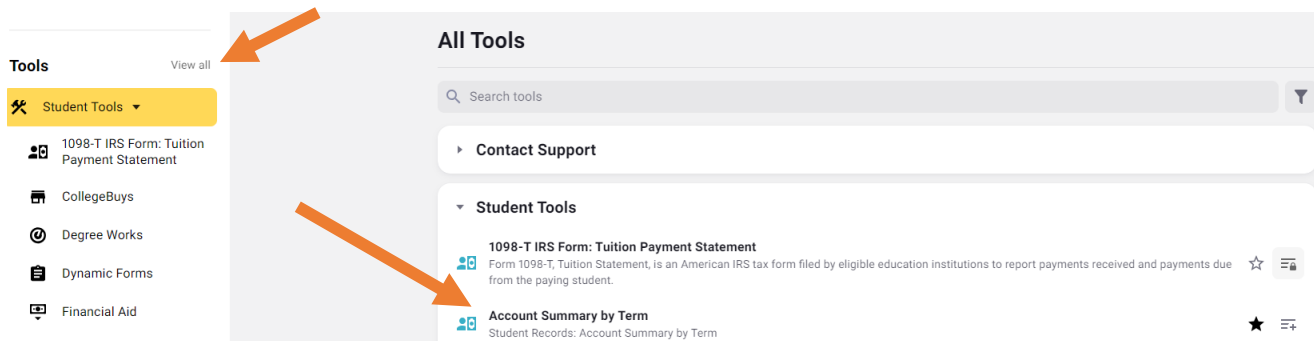 Tools
View all
Student Tools
1098-T IRS Form: Tuition
Payment Statement
CollegeBuys
Degree Works
Dynamic Forms
Financial Aid
All Tools
Search tools
Contact Support
Student Tools
1098-T IRS Form: Tuition Payment Statement
Form 1098-T, Tuition Statement, is an American IRS tax form filed by eligible education institutions to report payments received and payments due
from the paying student.
Account Summary by Term
Student Records: Account Summary by Term